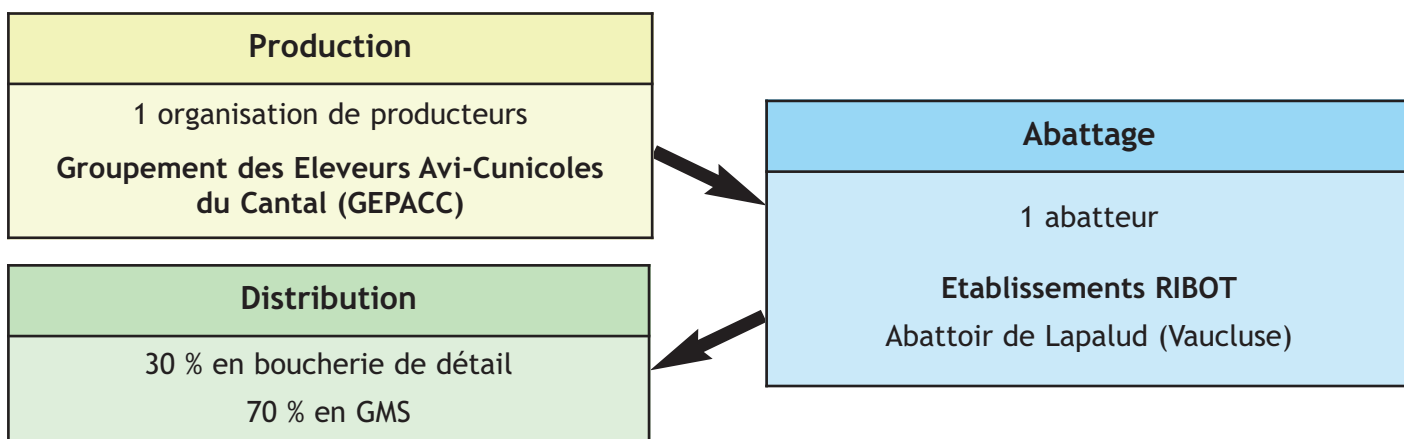 Production
1 organisation de producteurs
Groupement des Eleveurs Avi-Cunicoles
du Cantal (GEPACC)
Abattage
1 abatteur
Etablissements RIBOT
Abattoir de Lapalud (Vaucluse)
Distribution
30 % en boucherie de détail
70 % en GMS